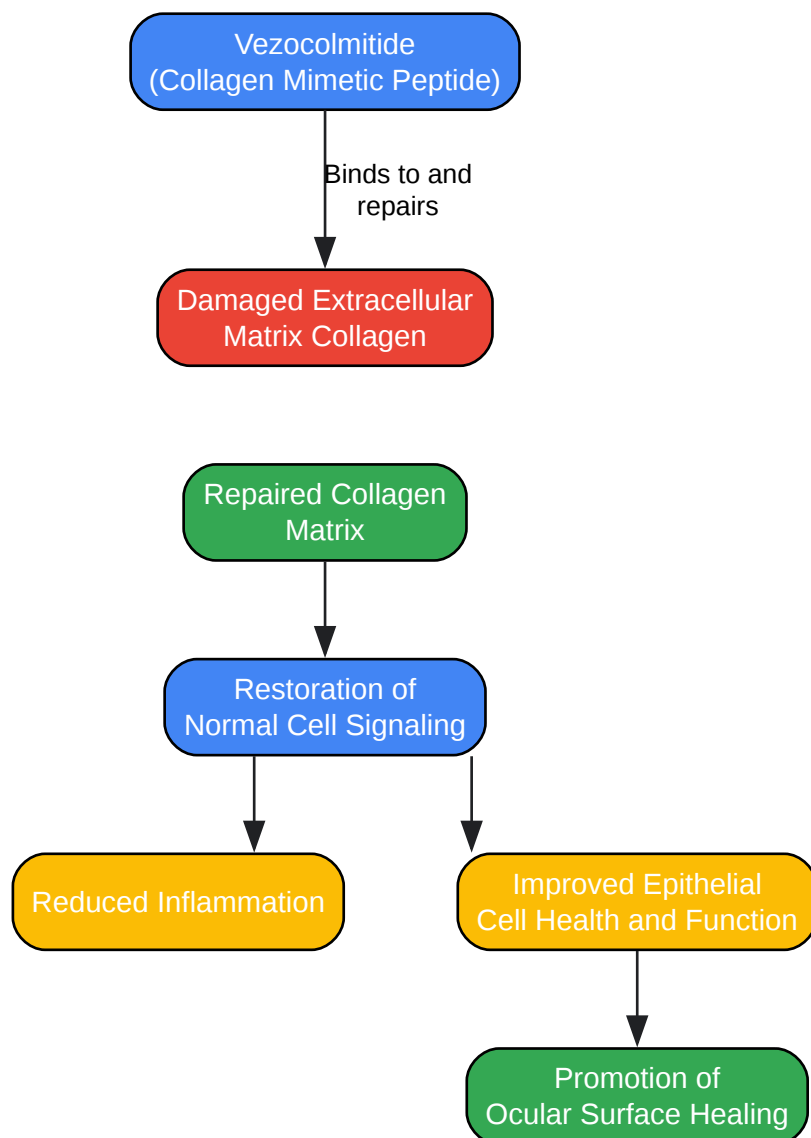 Vezocolmitide
(Collagen Mimetic Peptide)
Binds to and
repairs
Damaged Extracellular
Matrix Collagen
Repaired Collagen
Matrix
Restoration of
Normal Cell Signaling
Reduced Inflammation
Improved Epithelial
Cell Health and Function
Promotion of
Ocular Surface Healing